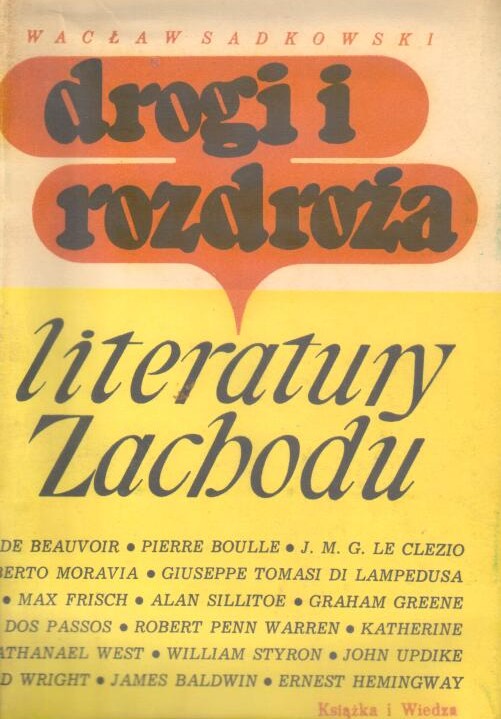 WACŁAW SADKOWSKI
drogi i
rozdroża
literatury
Zachodu
DE BEAUVOIR • PIERRE BOULLE • J. M. G. LE CLEZIO
BERTO MORAVIA • GIUSEPPE TOMASI DI LAMPEDUSA
• MAX FRISCH • ALAN SILLITOE • GRAHAM GREENE
DOS PASSOS • ROBERT PENN WARREN • KATHERINE
ATHANAEL WEST • WILLIAM STYRON • JOHN UPDIKE
D WRIGHT • JAMES BALDWIN • ERNEST HEMINGWAY
Książka i Wiedza